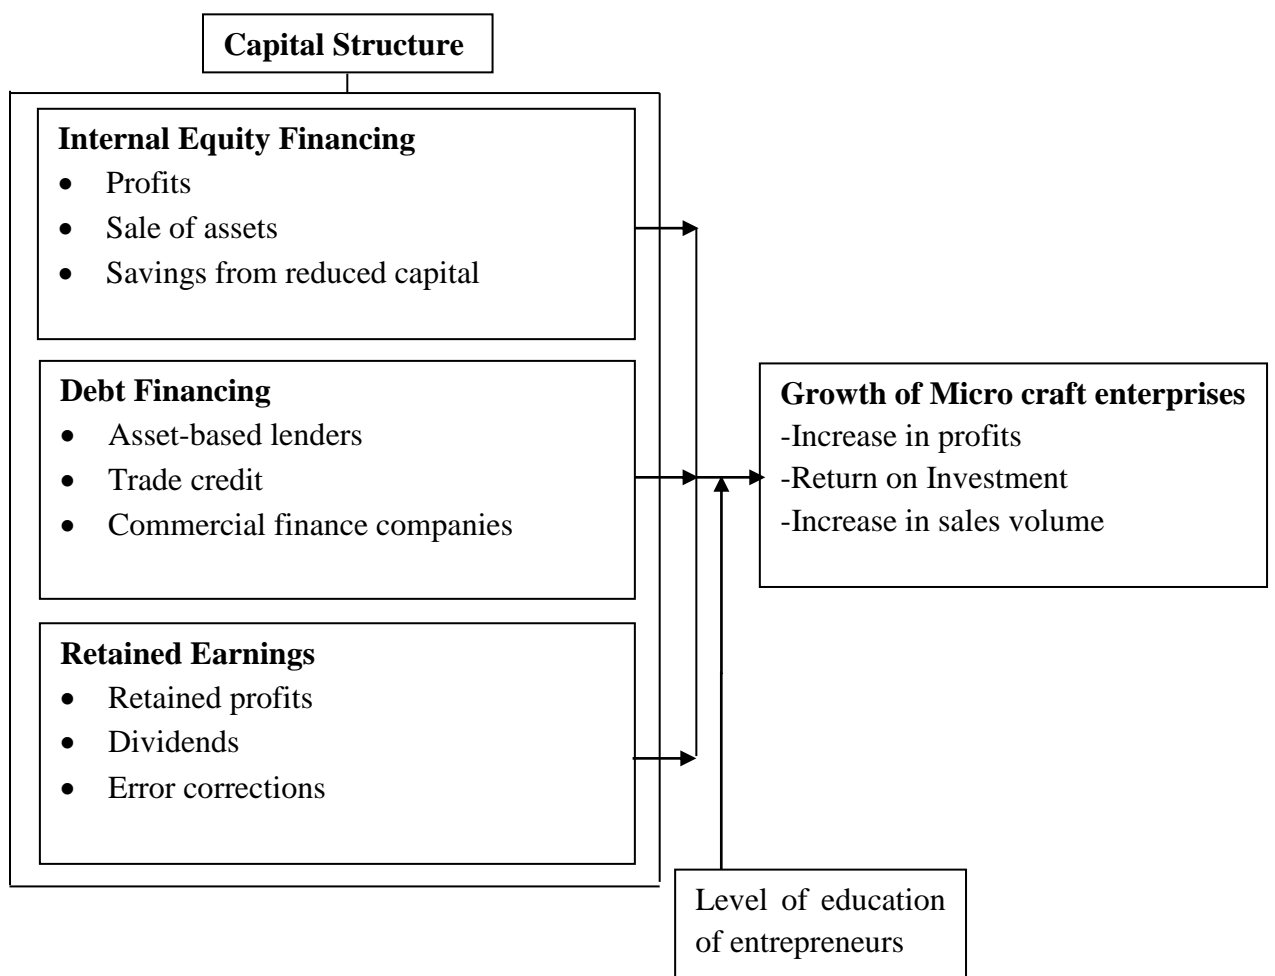 Capital Structure
Internal Equity Financing
• Profits
• Sale of assets
• Savings from reduced capital
Debt Financing
• Asset-based lenders
• Trade credit
• Commercial finance companies
Retained Earnings
• Retained profits
• Dividends
• Error corrections
Growth of Micro craft enterprises
-Increase in profits
-Return on Investment
-Increase in sales volume
Level of education
of entrepreneurs